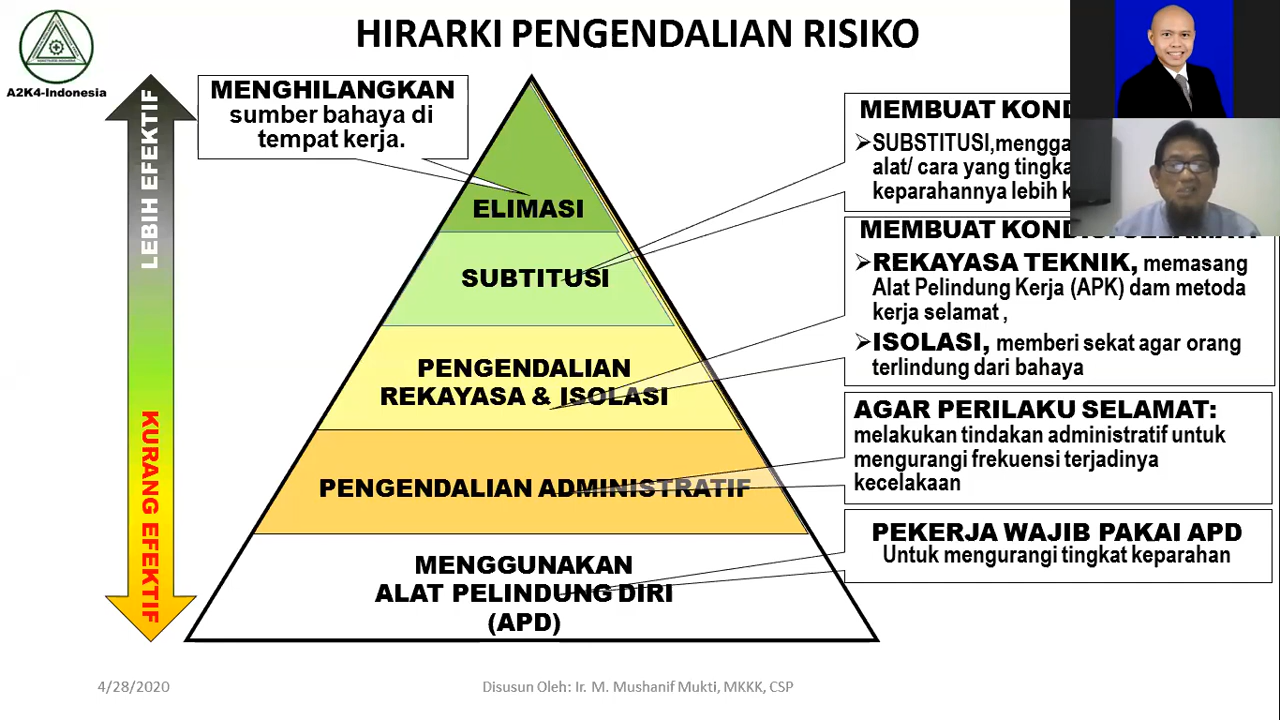 HIRARKI PENGENDALIAN RISIKO
A2K4-Indonesia
LEBIH EFEKTIF
KURANG EFEKTIF
MENGHILANGKAN
sumber bahaya di
tempat kerja.
ELIMASI
SUBTITUSI
PENGENDALIAN
REKAYASA & ISOLASI
PENGENDALIAN ADMINISTRATIF
MENGGUNAKAN
ALAT PELINDUNG DIRI
(APD)
MEMBUAT
➢SUBSTITUSI,
alat/ cara yang
keparahannya lebih
MEMBUAT
➢REKAYASA TEKNIK, memasang
Alat Pelindung Kerja (APK) dam metoda
kerja selamat ,
➢ISOLASI, memberi sekat agar orang
terlindung dari bahaya
AGAR PERILAKU SELAMAT:
melakukan tindakan administratif untuk
mengurangi frekuensi terjadinya
kecelakaan
PEKERJA WAJIB PAKAI APD
Untuk mengurangi tingkat keparahan
4/28/2020
Disusun Oleh: Ir. M. Mushanif Mukti, MKKK, CSP